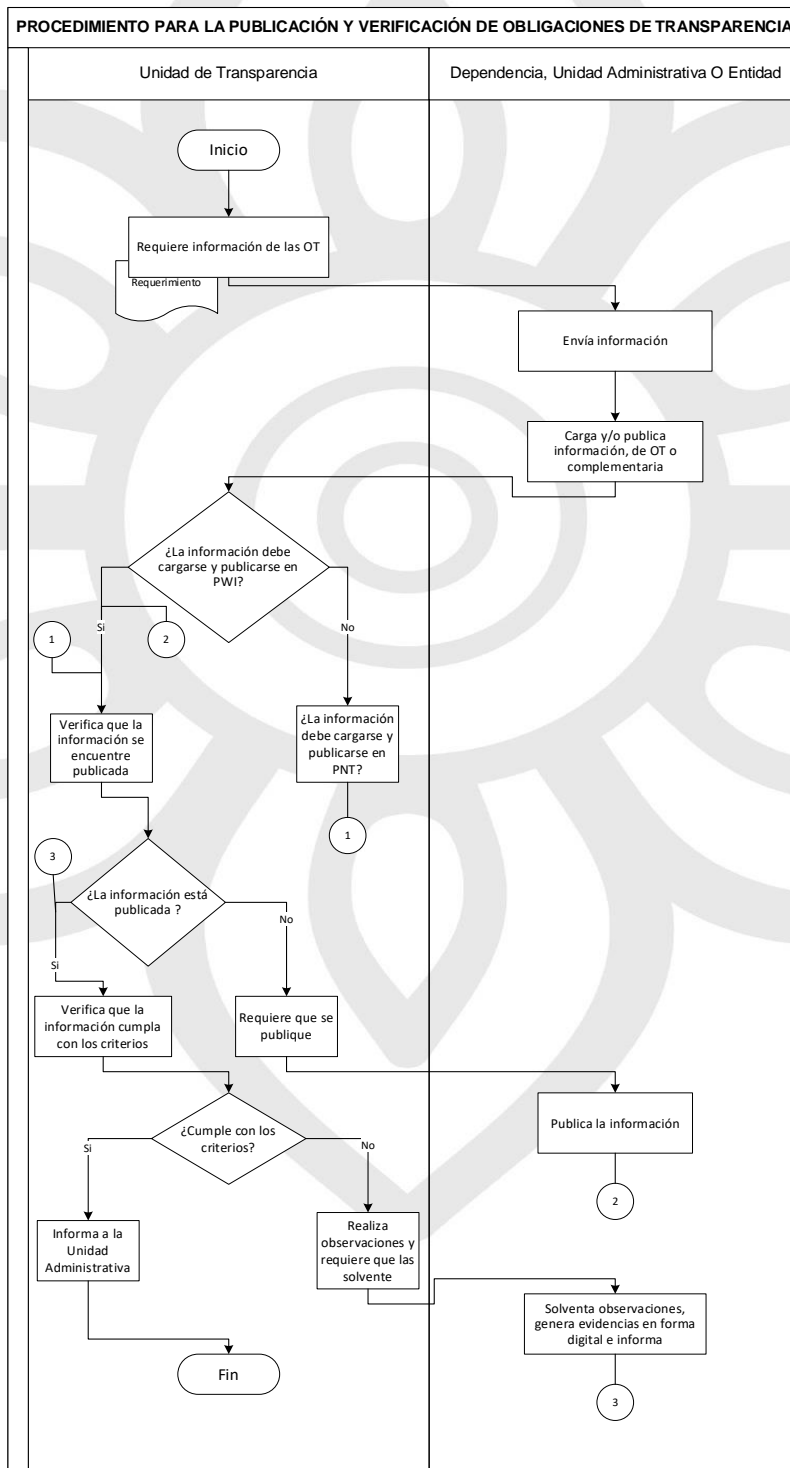 PROCEDIMIENTO PARA LA PUBLICACIÓN Y VERIFICACIÓN DE OBLIGACIONES DE TRANSPARENCIA
Unidad de Transparencia
Dependencia, Unidad Administrativa O Entidad
Inicio
Requiere información de las OT
Requerimiento
Envía información
Carga y/o publica
información, de OT o
complementaria
¿La información debe
cargarse y publicarse en
PWI?
Si
No
1
2
Verifica que la
información se
encuentre
publicada
¿La información
debe cargarse y
publicarse en
PNT?
1
3
¿La información está
publicada ?
No
Si
Verifica que la
información cumpla
con los criterios
Requiere que se
publique
Publica la información
¿Cumple con los
criterios?
Si
No
2
Informa a la
Unidad
Administrativa
Realiza
observaciones y
requiere que las
solvente
Solventa observaciones,
genera evidencias en forma
digital e informa
Fin
3